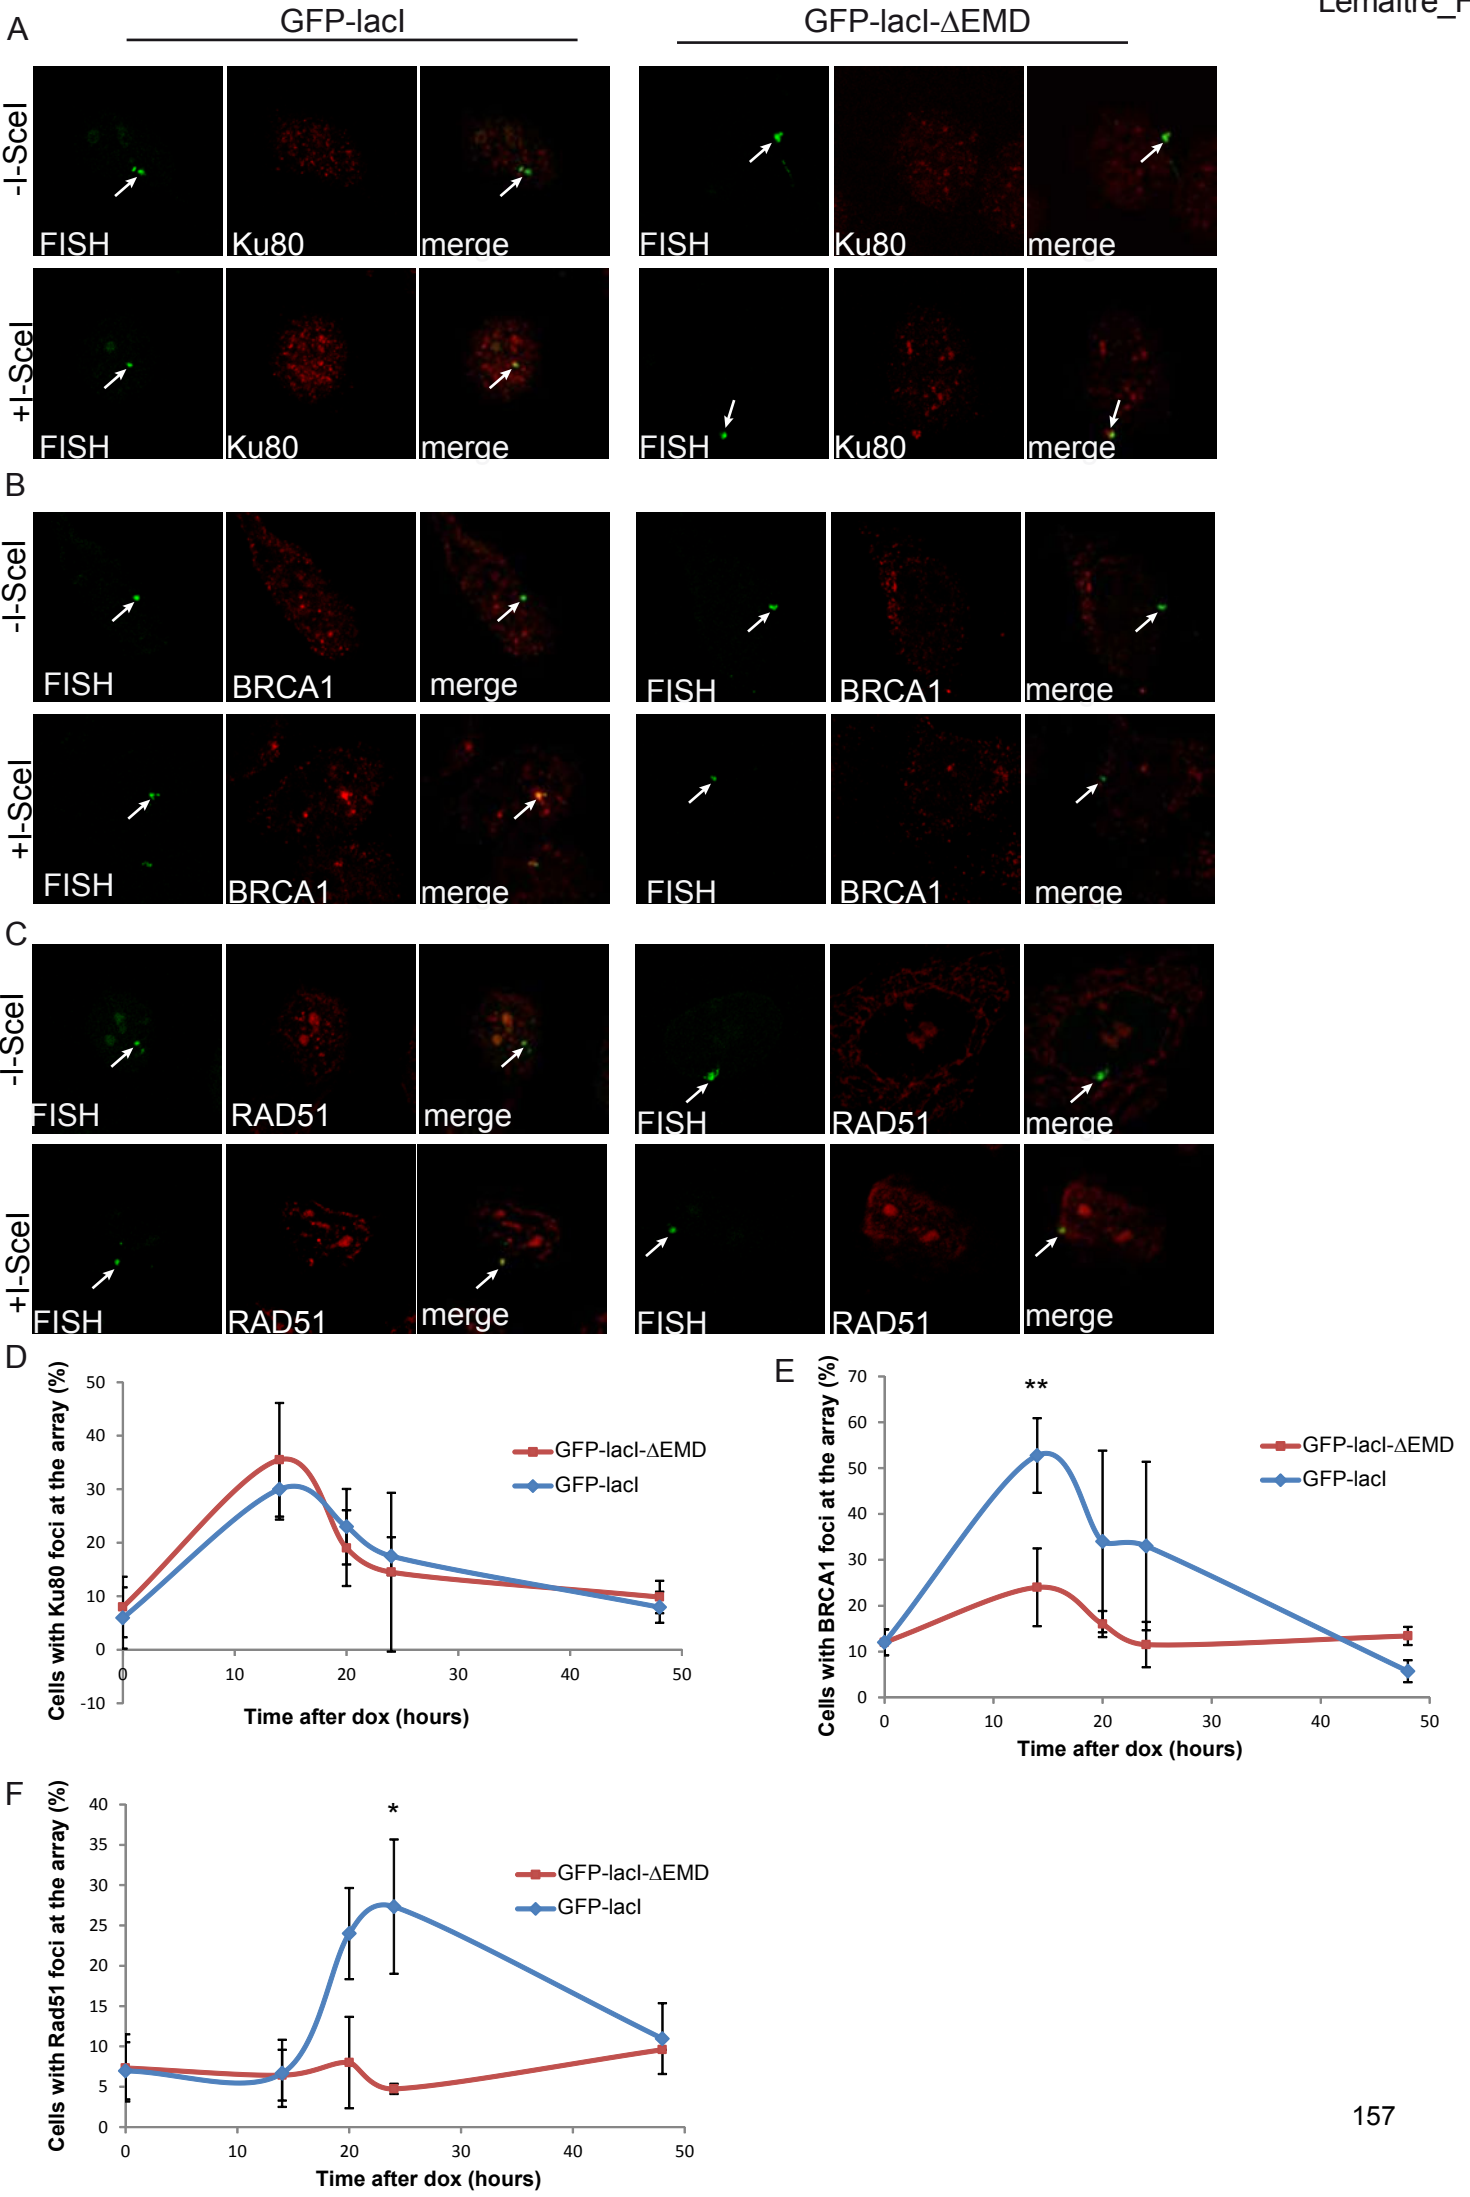 Lemaitre_F
A
GFP-lacI
GFP-lacI-ΔEMD
-I-SceI
FISH
Ku80
merge
FISH
Ku80
merge
+I-SceI
FISH
Ku80
merge
FISH
Ku80
merge
B
-I-SceI
FISH
BRCA1
merge
FISH
BRCA1
merge
+I-SceI
FISH
BRCA1
merge
FISH
BRCA1
merge
C
-I-SceI
FISH
RAD51
merge
FISH
RAD51
merge
+I-SceI
FISH
RAD51
merge
FISH
RAD51
merge
D
Cells with Ku80 foci at the array (%)
50
40
30
20
10
0
-10
0 10 20 30 40 50
Time after dox (hours)
GFP-lacI-ΔEMD
GFP-lacI
E
Cells with BRCA1 foci at the array (%)
70
60
50
40
30
20
10
0
0 10 20 30 40 50
Time after dox (hours)
**
GFP-lacI-ΔEMD
GFP-lacI
F
Cells with Rad51 foci at the array (%)
40
35
30
25
20
15
10
5
0
0 10 20 30 40 50
Time after dox (hours)
*
GFP-lacI-ΔEMD
GFP-lacI
157